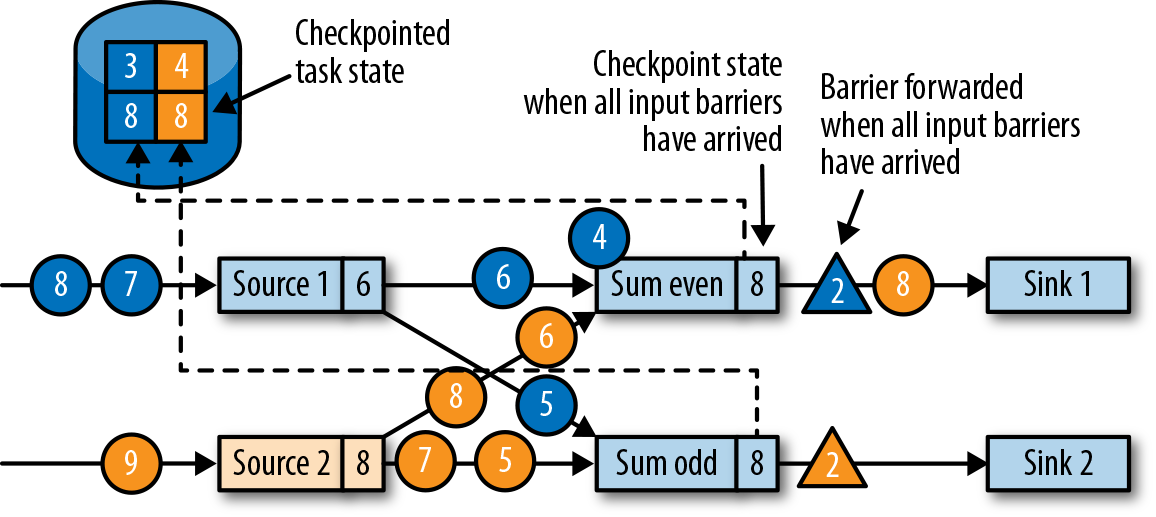 Checkpointed
task state
3 4
8 8
Checkpoint state
when all input barriers
have arrived
Barrier forwarded
when all input barriers
have arrived
4
8 7 Source 1 6 6 Sum even 8 2 8 Sink 1
6
8 5
9 Source 2 8 7 5 Sum odd 8 2 Sink 2